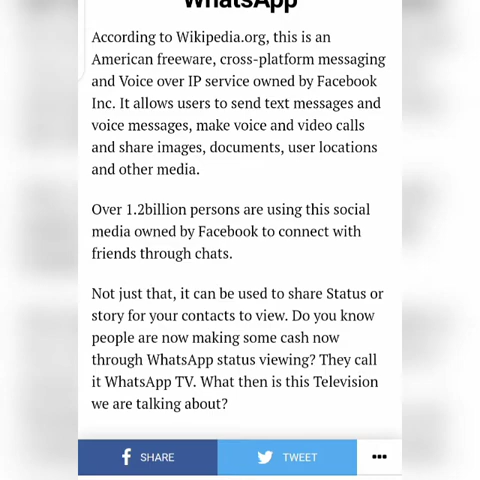 WhatsApp
According to Wikipedia.org, this is an
American freeware, cross-platform messaging
and Voice over IP service owned by Facebook
Inc. It allows users to send text messages and
voice messages, make voice and video calls
and share images, documents, user locations
and other media.
Over 1.2billion persons are using this social
media owned by Facebook to connect with
friends through chats.
Not just that, it can be used to share Status or
story for your contacts to view. Do you know
people are now making some cash now
through WhatsApp status viewing? They call
it WhatsApp TV. What then is this Television
we are talking about?
SHARE TWEET